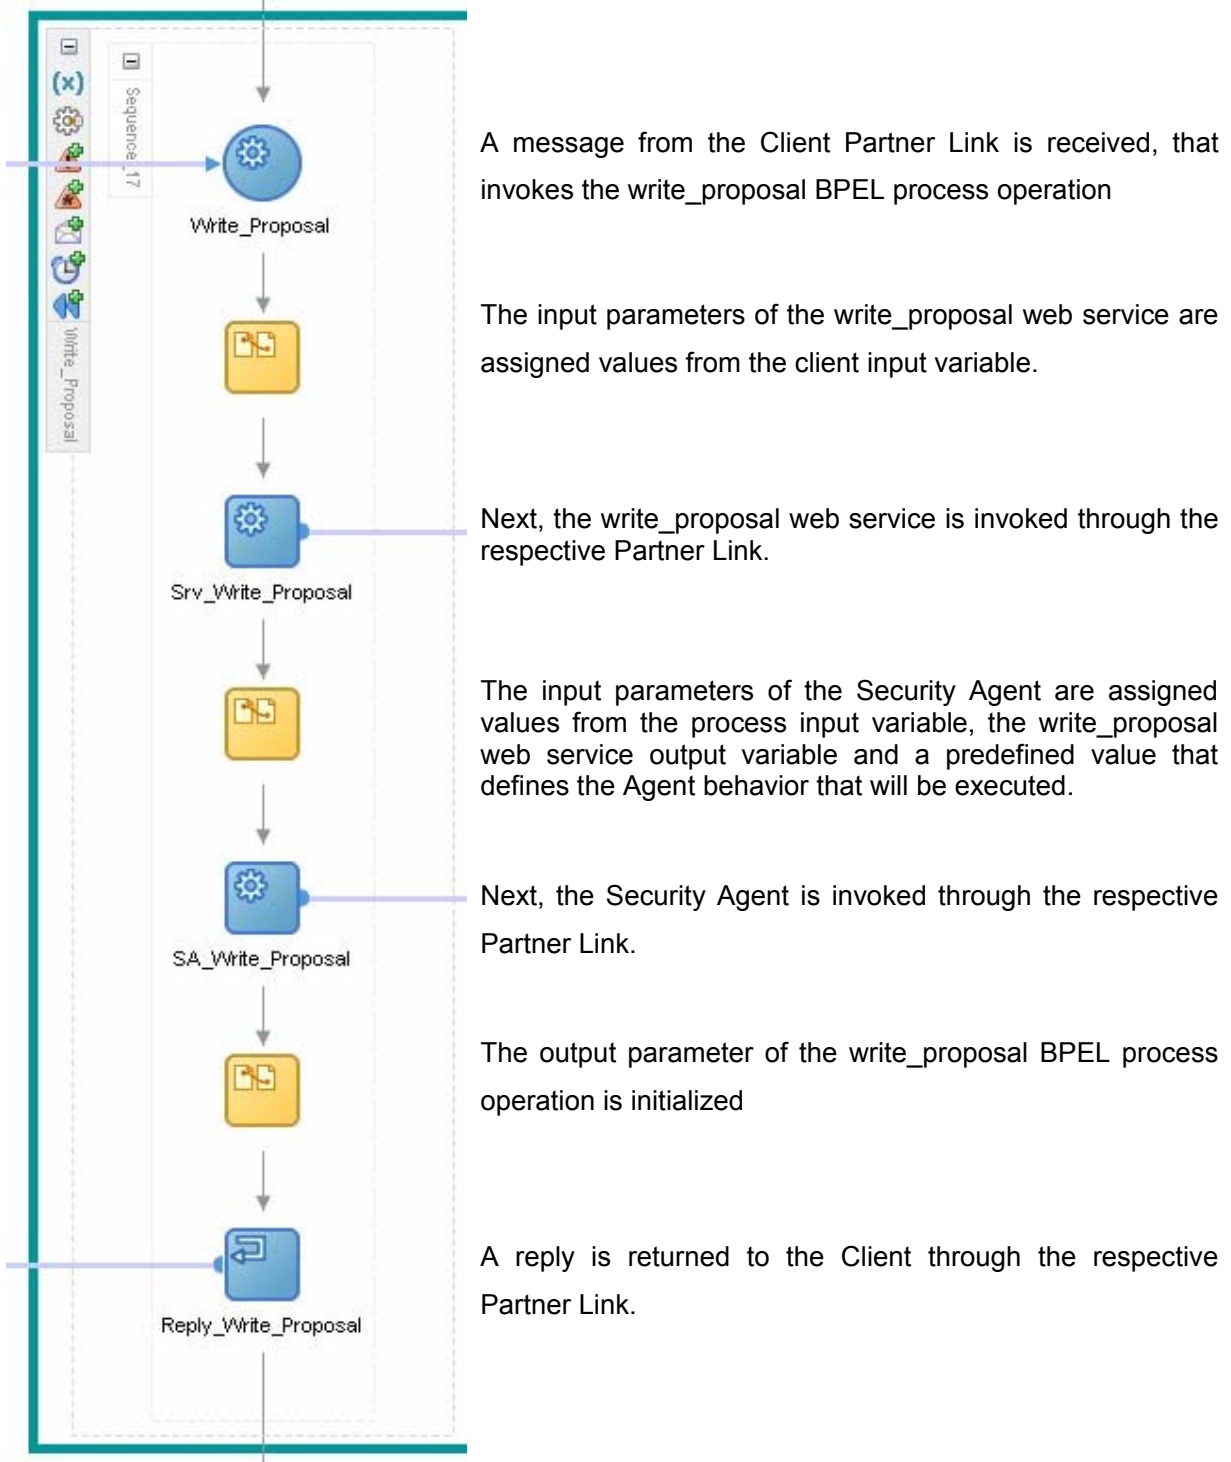 (x)
Sequence_17
A message from the Client Partner Link is received, that
invokes the write_proposal BPEL process operation
Write_Proposal
The input parameters of the write_proposal web service are
assigned values from the client input variable.
Write_Proposal
Next, the write_proposal web service is invoked through the
respective Partner Link.
Srv_Write_Proposal
The input parameters of the Security Agent are assigned
values from the process input variable, the write_proposal
web service output variable and a predefined value that
defines the Agent behavior that will be executed.
Next, the Security Agent is invoked through the respective
Partner Link.
SA_Write_Proposal
The output parameter of the write_proposal BPEL process
operation is initialized
A reply is returned to the Client through the respective
Partner Link.
Reply_Write_Proposal